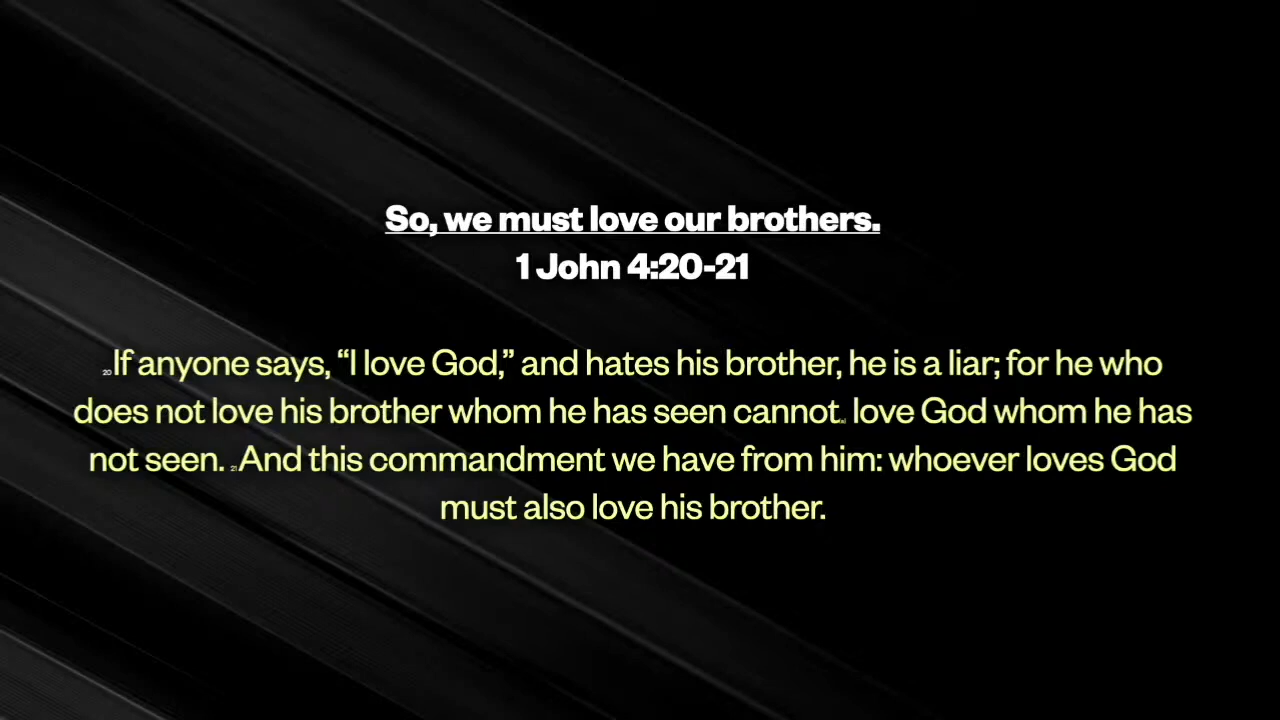 So, we must love our brothers.
1 John 4:20-21
20If anyone says, “I love God,” and hates his brother, he is a liar; for he who
does not love his brother whom he has seen cannot love God whom he has
not seen. 21And this commandment we have from him: whoever loves God
must also love his brother.